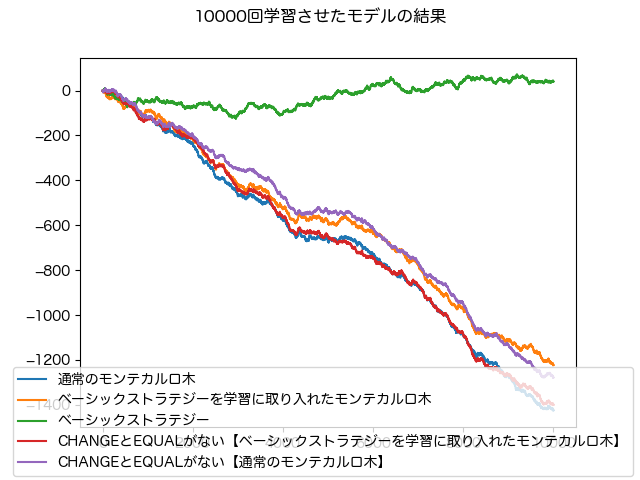 10000回学習させたモデルの結果
0
−200
−400
−600
−800
−1000
−1200
−1400
通常のモンテカルロ木
ベーシックストラテジーを学習に取り入れたモンテカルロ木
ベーシックストラテジー
CHANGEとEQUALがない【ベーシックストラテジーを学習に取り入れたモンテカルロ木】
CHANGEとEQUALがない【通常のモンテカルロ木】